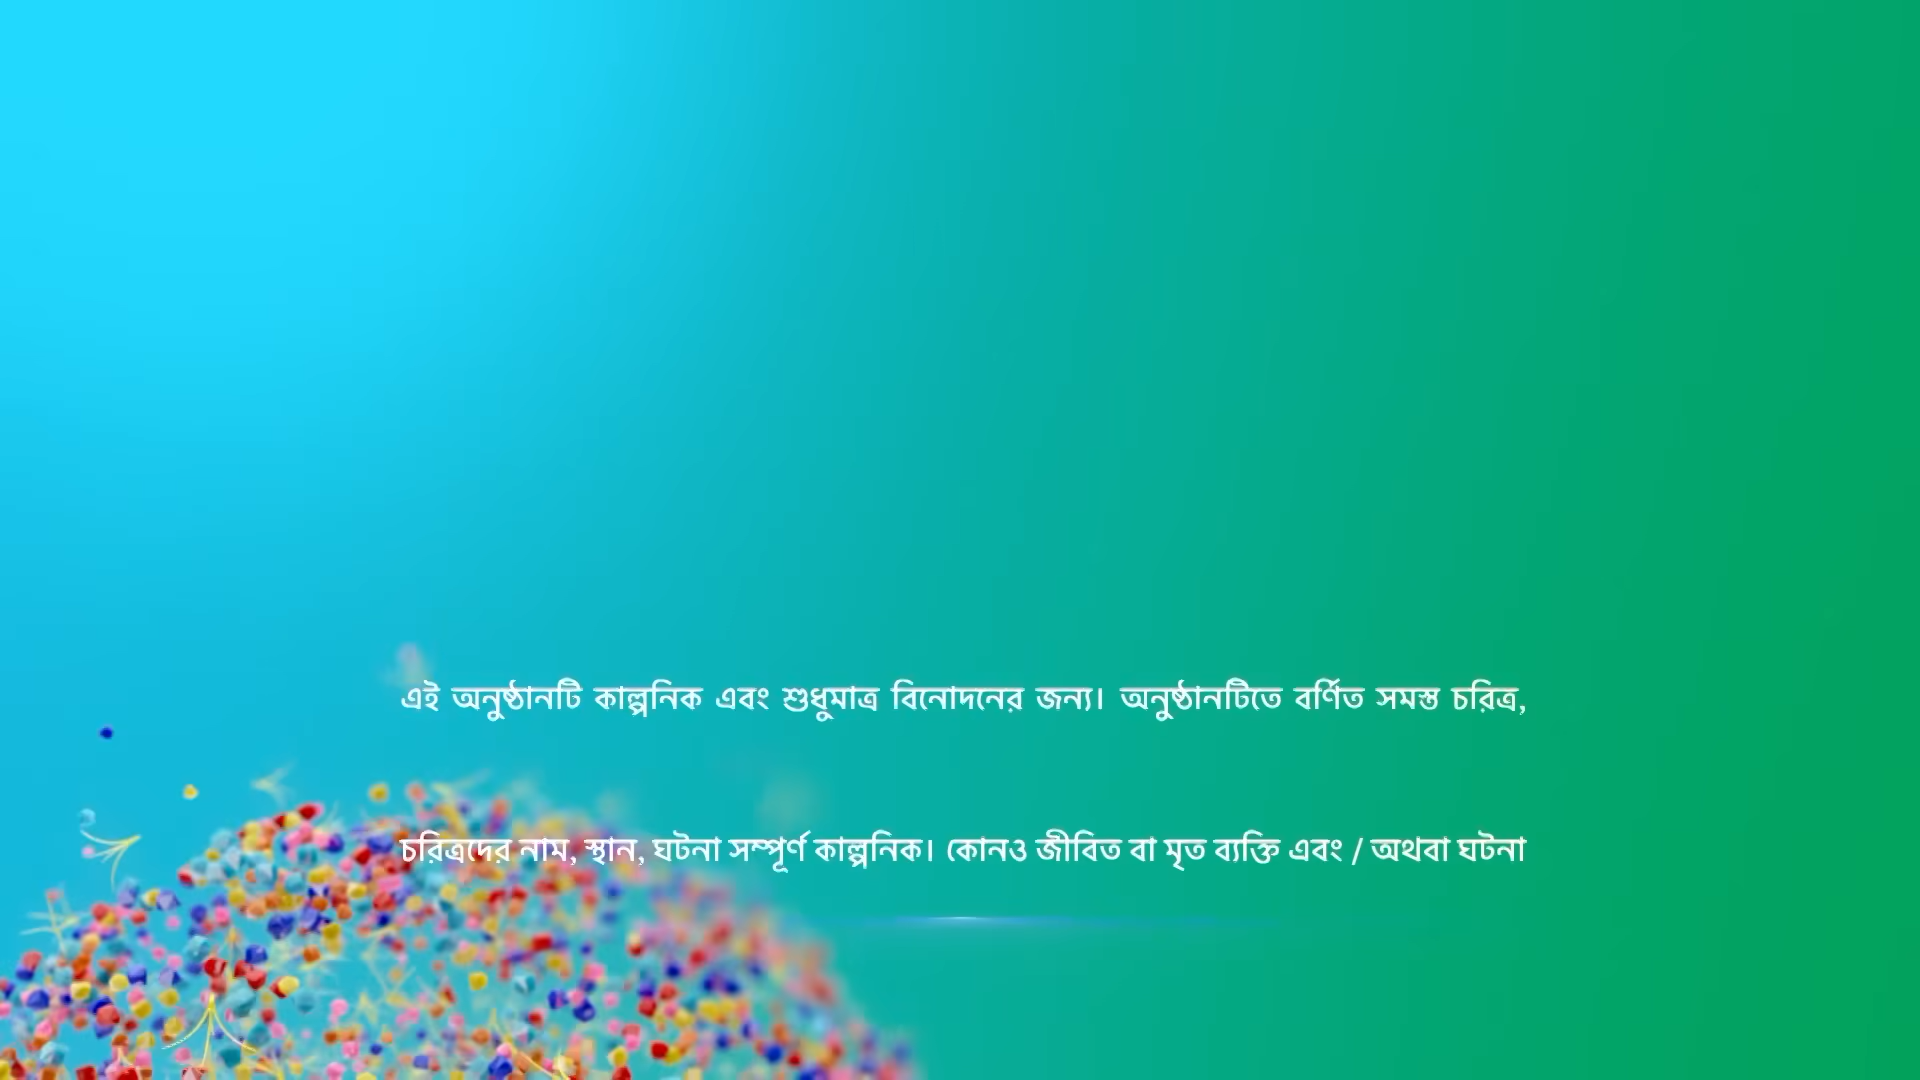 এই অনুষ্ঠানটি কাল্পনিক এবং শুধুমাত্র বিনোদনের জন্য। অনুষ্ঠানটিতে বর্ণিত সমস্ত চরিত্র,
চরিত্রদের নাম, স্থান, ঘটনা সম্পূর্ণ কাল্পনিক। কোনও জীবিত বা মৃত ব্যক্তি এবং / অথবা ঘটনা